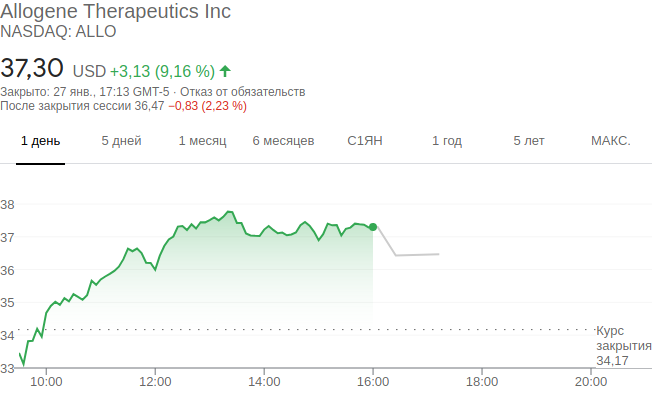 Allogene Therapeutics Inc
NASDAQ: ALLO
37,30 USD +3,13 (9,16 %)
Закрыто: 27 янв., 17:13 GMT-5 · Отказ от обязательств
После закрытия сессии 36,47 −0,83 (2,23 %)
1 день 5 дней 1 месяц 6 месяцев С1ЯН 1 год 5 лет МАКС.
38
37
36
35
34
33
Курс
закрытия
34,17
10:00 12:00 14:00 16:00 18:00 20:00